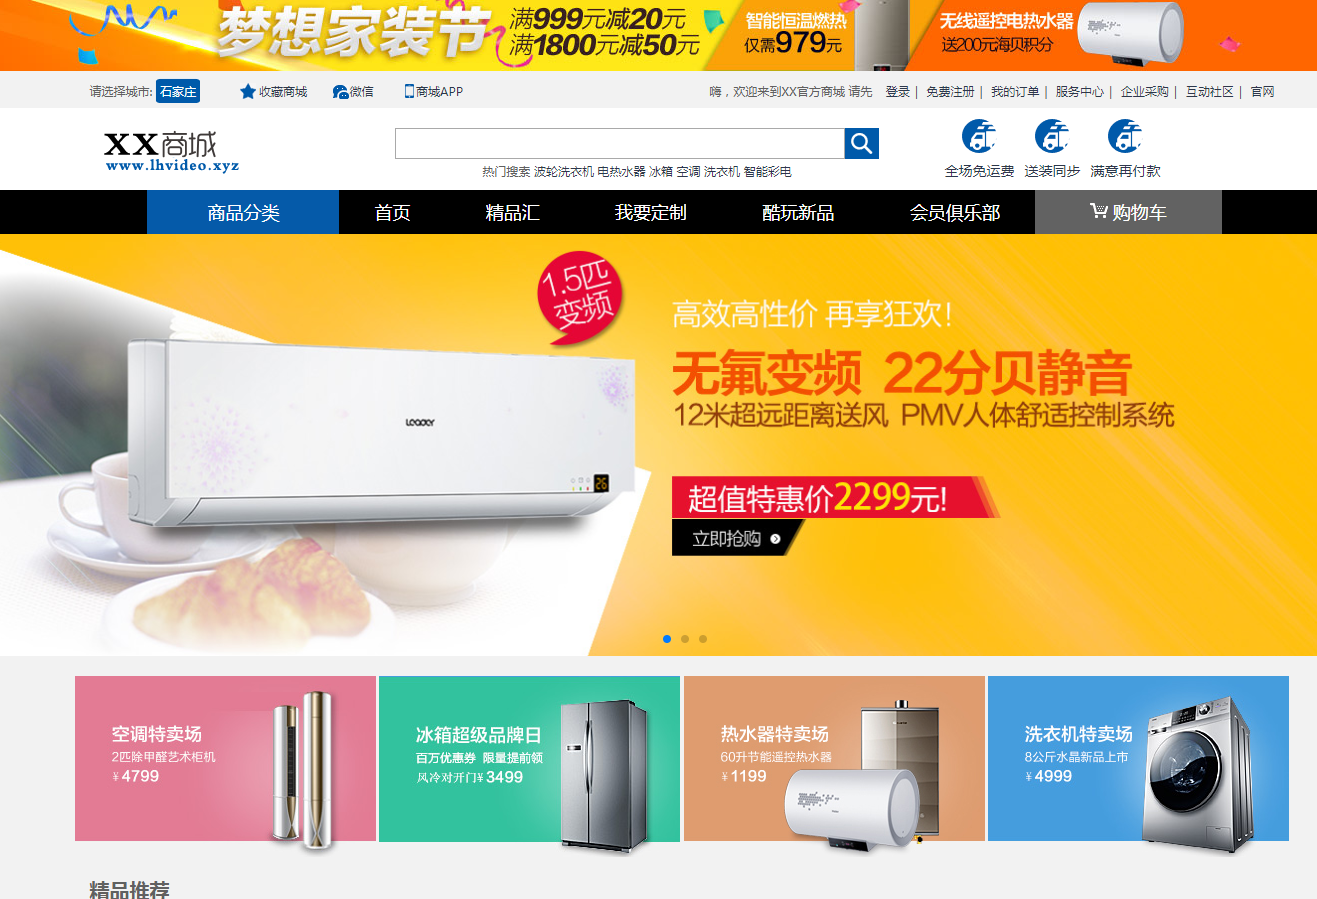 梦想家装节
满999元减20元
满1800元减50元
智能恒温燃热
仅需979元
无线遥控电热水器
送200元海贝积分
请选择城市: 石家庄 收藏商城 微信 商城APP
嗨，欢迎来到XX官方商城 请先 登录 | 免费注册 | 我的订单 | 服务中心 | 企业采购 | 互动社区 | 官网
XX商城
www.lhvideo.xyz
热门搜索 波轮洗衣机 电热水器 冰箱 空调 洗衣机 智能彩电
全场免运费 送装同步 满意再付款
商品分类 首页 精品汇 我要定制 酷玩新品 会员俱乐部 购物车
1.5匹
变频
高效高性价 再享狂欢！
无氟变频 22分贝静音
12米超远距离送风 PMV人体舒适控制系统
Leader
26
超值特惠价2299元!
立即抢购
空调特卖场
2匹除甲醛艺术柜机
¥4799
冰箱超级品牌日
百万优惠券 限量提前领
风冷对开门¥3499
热水器特卖场
60升节能遥控热水器
¥1199
洗衣机特卖场
8公斤水晶新品上市
¥4999
精品推荐